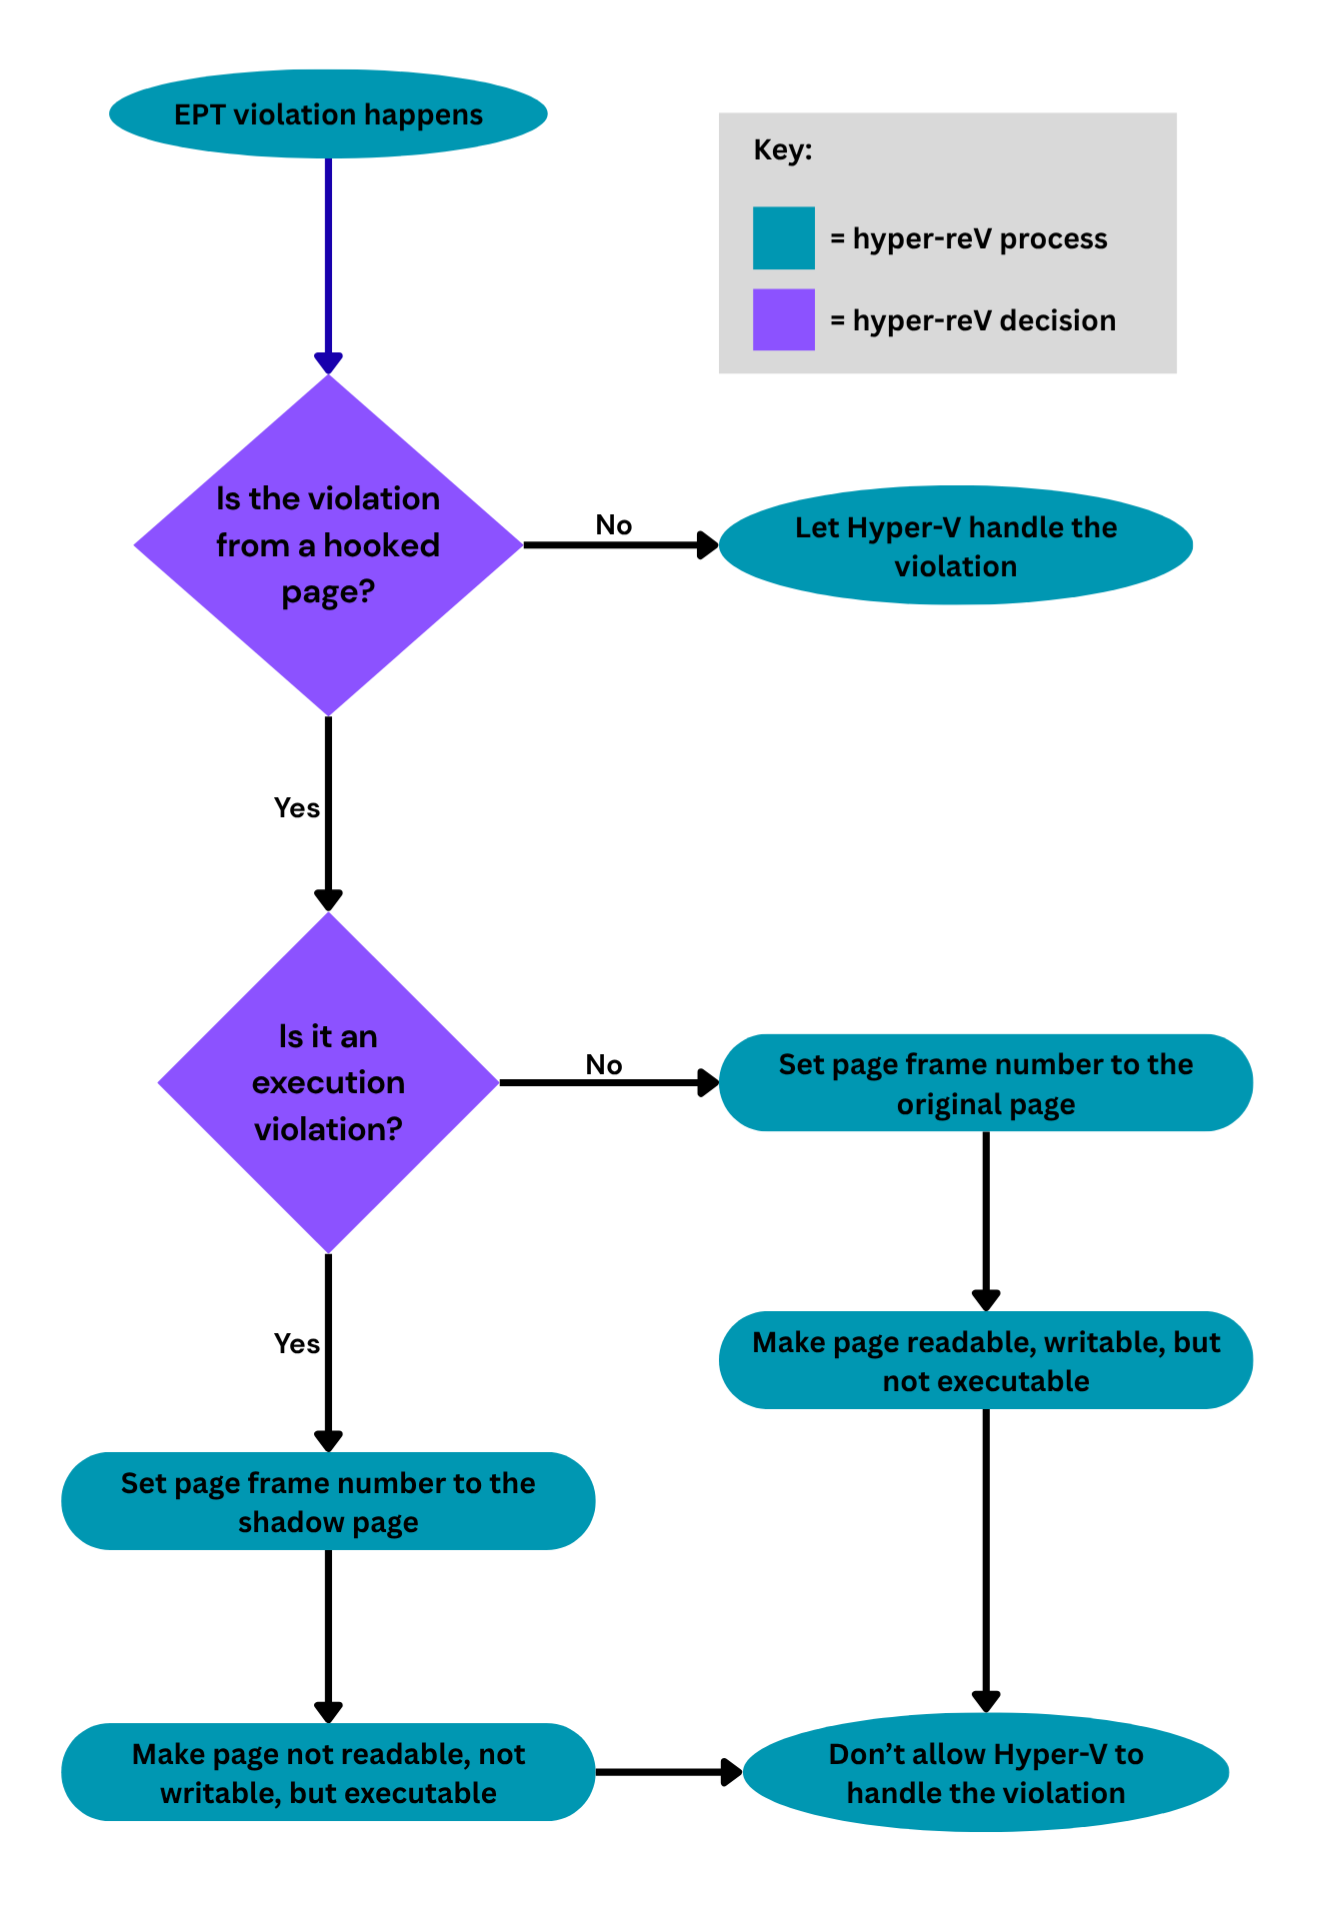 EPT violation happens
Key:
= hyper-reV process
= hyper-reV decision
Is the violation
from a hooked
page?
No
Let Hyper-V handle the
violation
Yes
Is it an
execution
violation?
No
Set page frame number to the
original page
Make page readable, writable, but
not executable
Yes
Set page frame number to the
shadow page
Make page not readable, not
writable, but executable
Don’t allow Hyper-V to
handle the violation